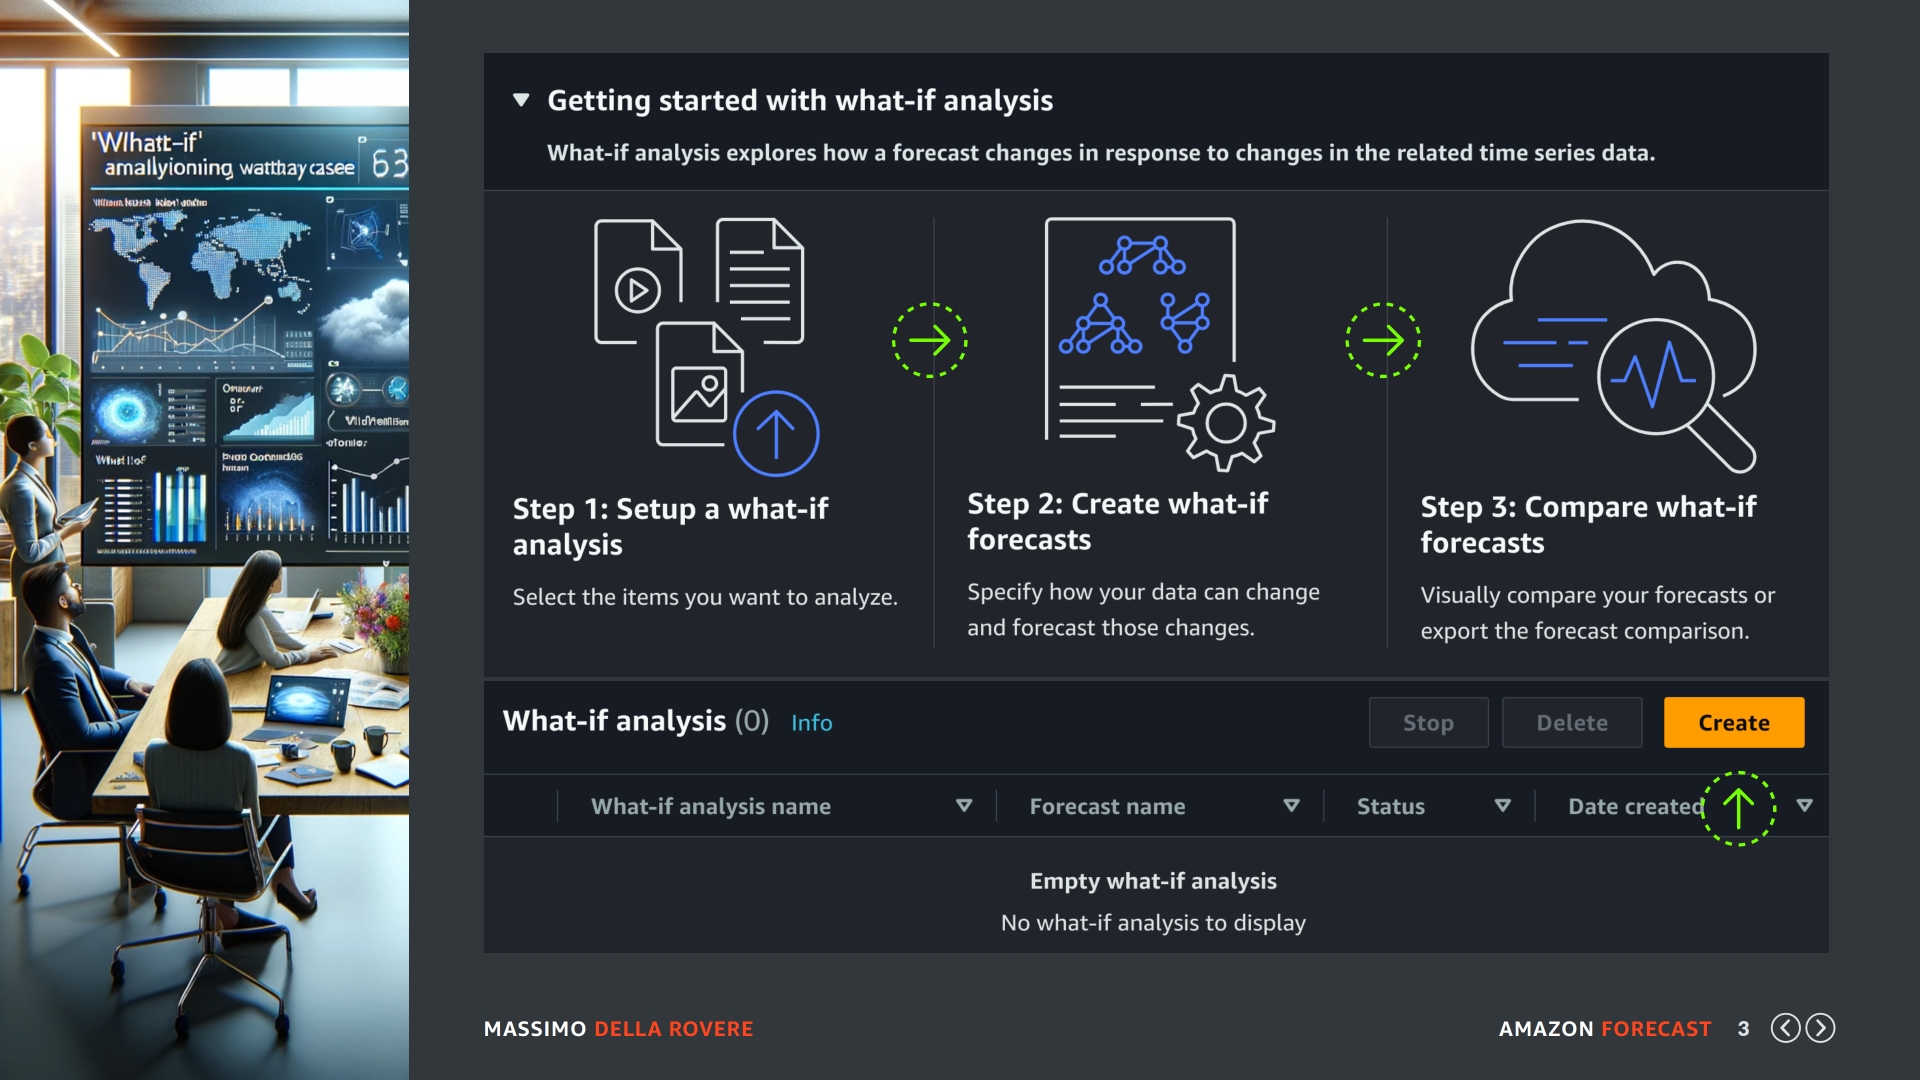 Getting started with what-if analysis
What-if analysis explores how a forecast changes in response to changes in the related time series data.
Step 1: Setup a what-if
analysis
Select the items you want to analyze.
Step 2: Create what-if
forecasts
Specify how your data can change
and forecast those changes.
Step 3: Compare what-if
forecasts
Visually compare your forecasts or
export the forecast comparison.
What-if analysis (0) Info
Stop Delete Create
What-if analysis name Forecast name Status Date created
Empty what-if analysis
No what-if analysis to display
MASSIMO DELLA ROVERE
AMAZON FORECAST 3
'Whatt-if'
amallyioning watthay casee 63